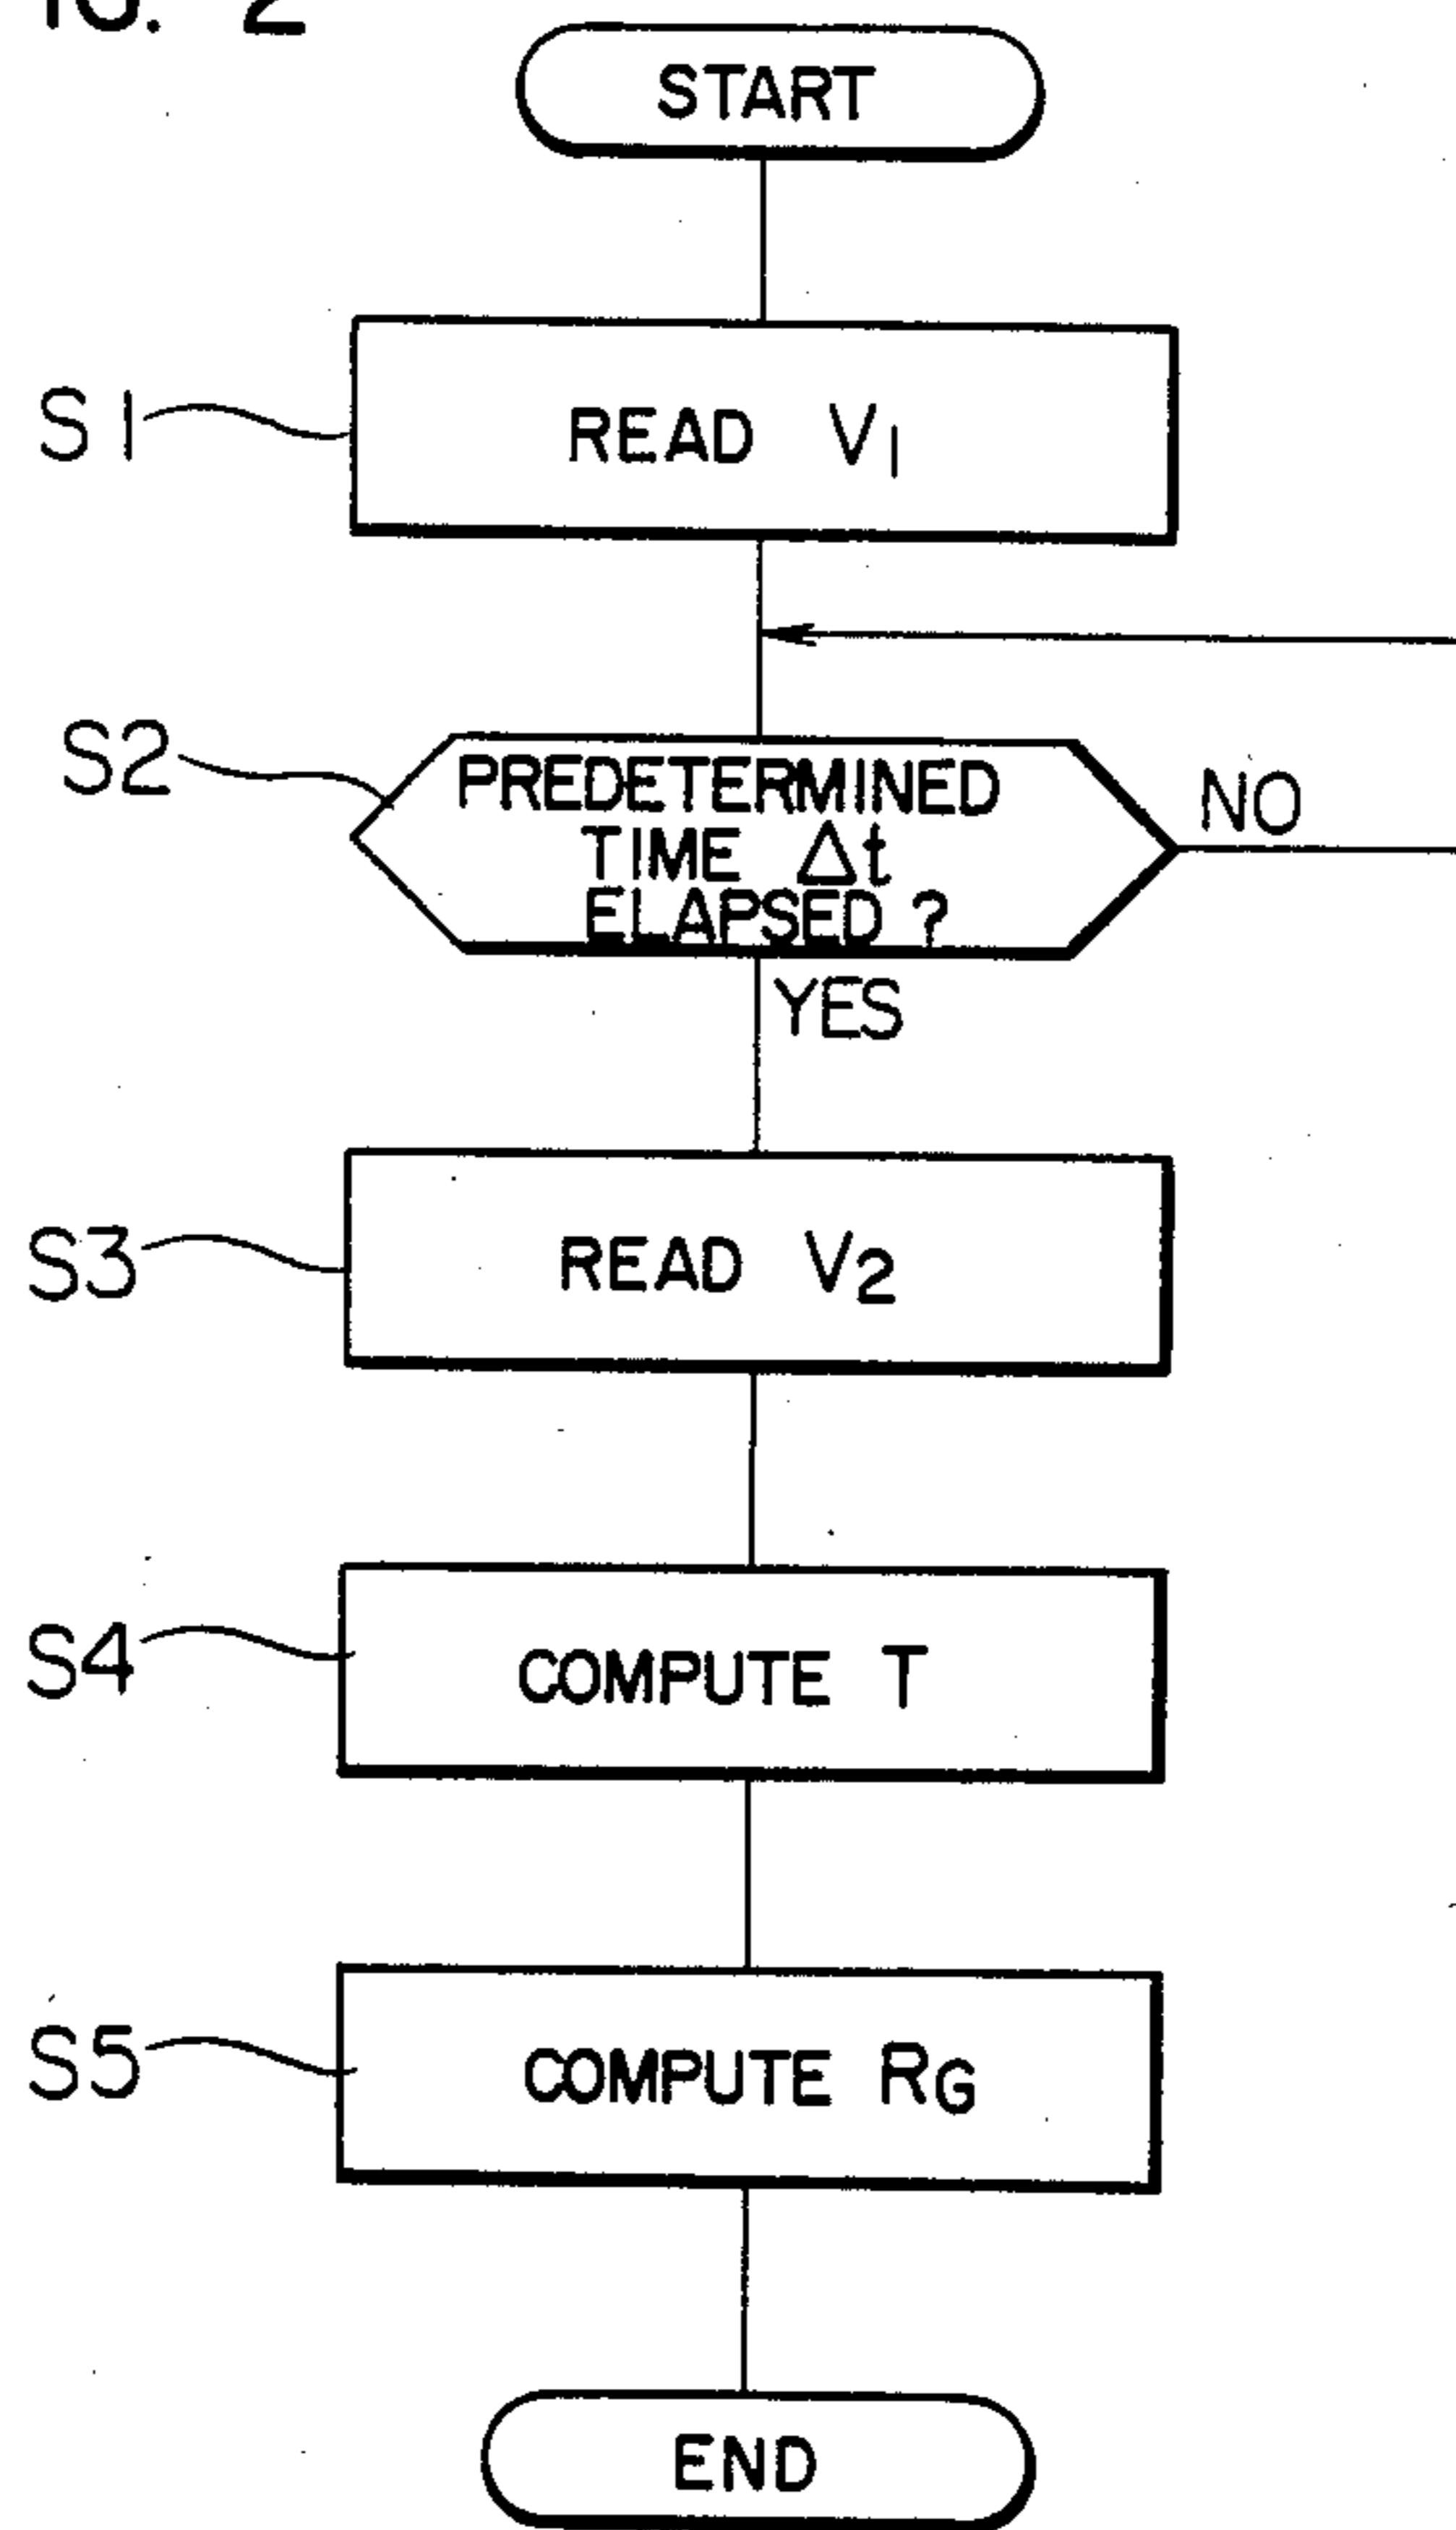 2
START
S1
READ V₁
S2
PREDETERMINED
TIME Δt
ELAPSED ?
NO
YES
S3
READ V₂
S4
COMPUTE T
S5
COMPUTE RG
END